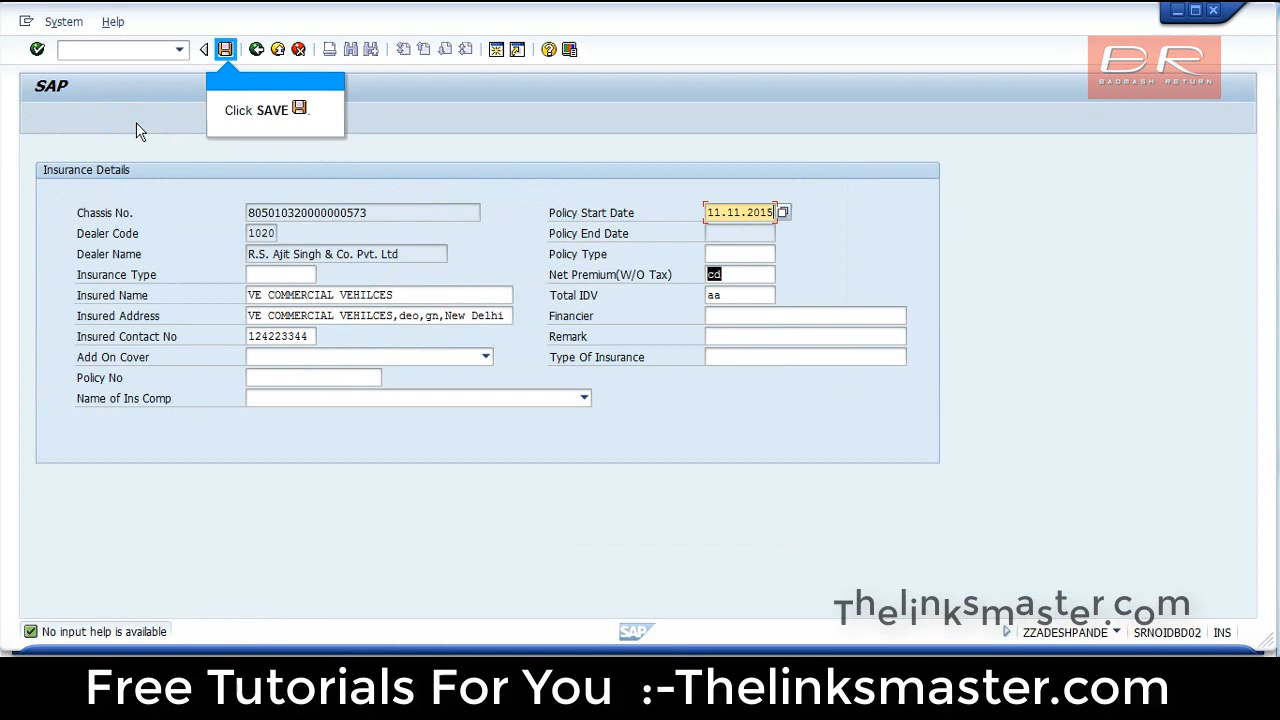 System Help
BR
BADMASH RETURN
SAP
Click SAVE .
Insurance Details
Chassis No. 805010320000000573 Policy Start Date 11.11.2015
Dealer Code 1020 Policy End Date
Dealer Name R.S. Ajit Singh & Co. Pvt. Ltd Policy Type
Insurance Type Net Premium(W/O Tax) cd
Insured Name VE COMMERCIAL VEHILCES Total IDV aa
Insured Address VE COMMERCIAL VEHILCES,deo,gn,New Delhi Financier
Insured Contact No 124223344 Remark
Add On Cover Type Of Insurance
Policy No
Name of Ins Comp
Thelinksmaster.com
No input help is available SAP ZZADESHPANDE SRNOIDBD02 INS
Free Tutorials For You :-Thelinksmaster.com